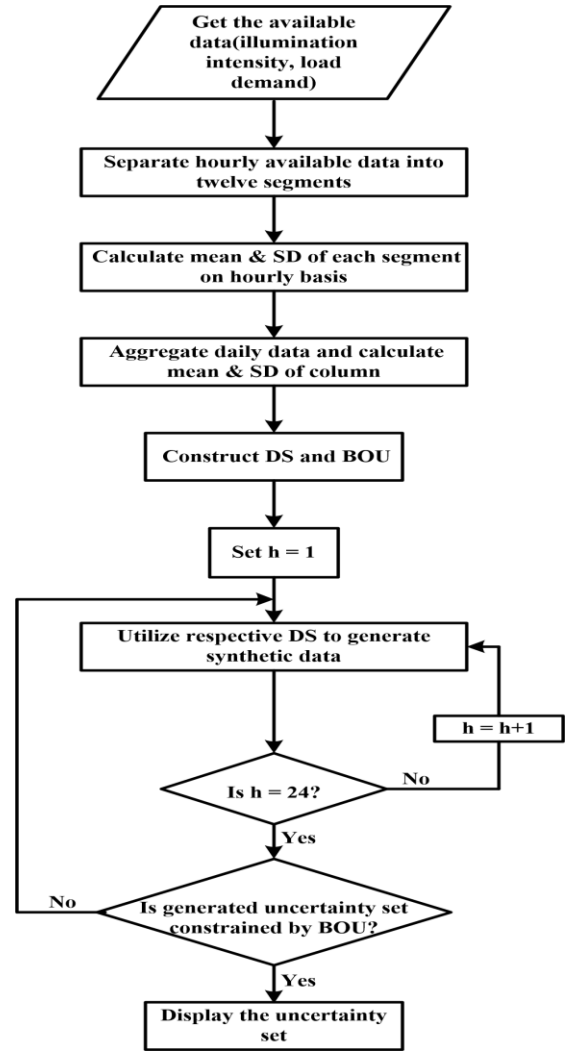 Get the available
data(illumination
intensity, load
demand)
Separate hourly available data into
twelve segments
Calculate mean & SD of each segment
on hourly basis
Aggregate daily data and calculate
mean & SD of column
Construct DS and BOU
Set h = 1
Utilize respective DS to generate
synthetic data
h = h+1
Is h = 24?
No
Yes
No
Is generated uncertainty set
constrained by BOU?
Yes
Display the uncertainty
set